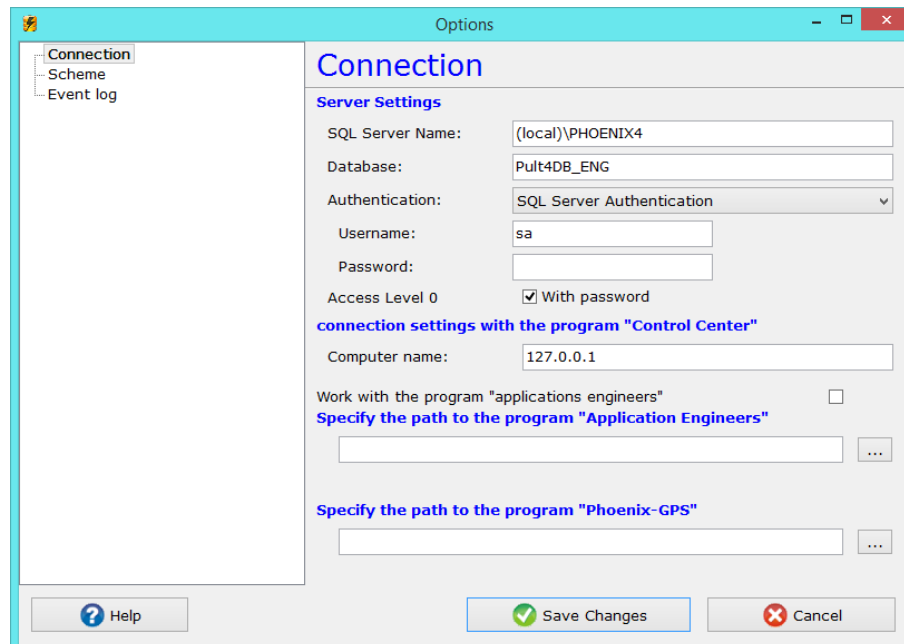 Options
Connection
Scheme
Event log
Connection
Server Settings
SQL Server Name: (local)\PHOENIX4
Database: Pult4DB_ENG
Authentication: SQL Server Authentication
Username: sa
Password:
Access Level 0 With password
connection settings with the program "Control Center"
Computer name: 127.0.0.1
Work with the program "applications engineers"
Specify the path to the program "Application Engineers"
...
Specify the path to the program "Phoenix-GPS"
...
Help Save Changes Cancel